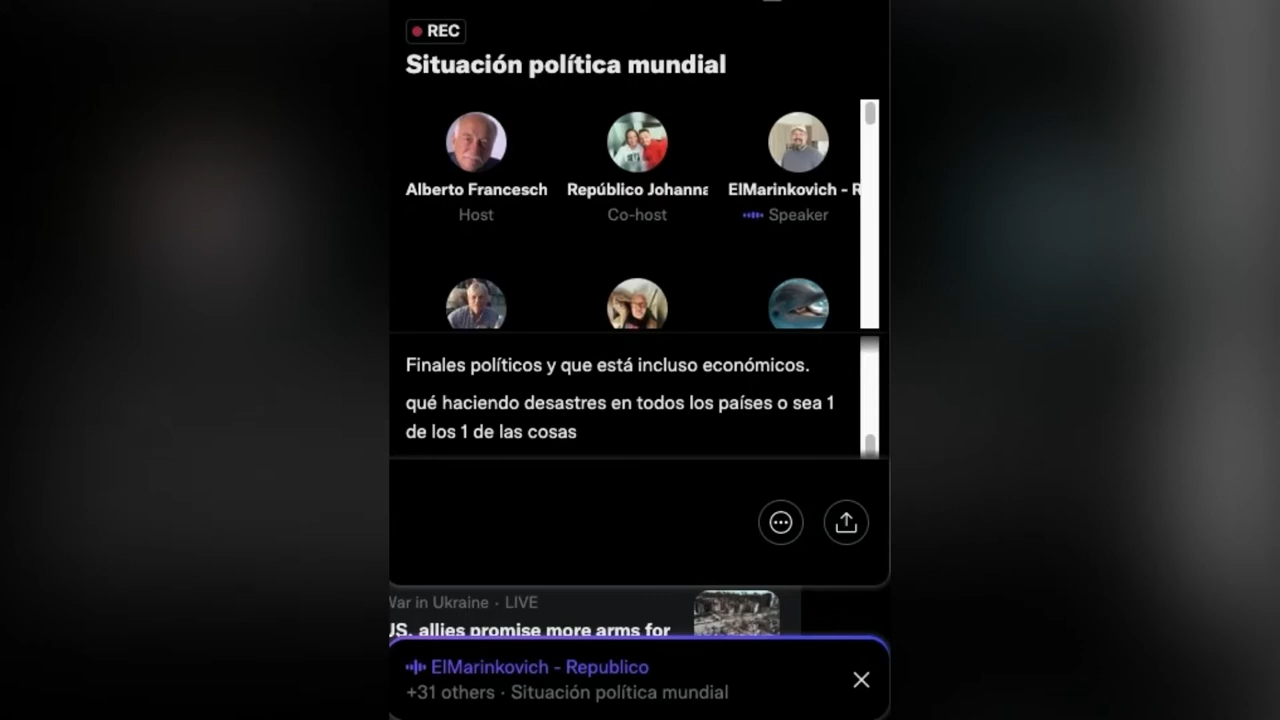 REC
Situación política mundial
Alberto Francesch
Repúblico Johanna
ElMarinkovich - R
Host
Co-host
Speaker
Finales políticos y que está incluso económicos.
qué haciendo desastres en todos los países o sea 1
de los 1 de las cosas
War in Ukraine · LIVE
US, allies promise more arms for
ElMarinkovich - Republico
+31 others · Situación política mundial